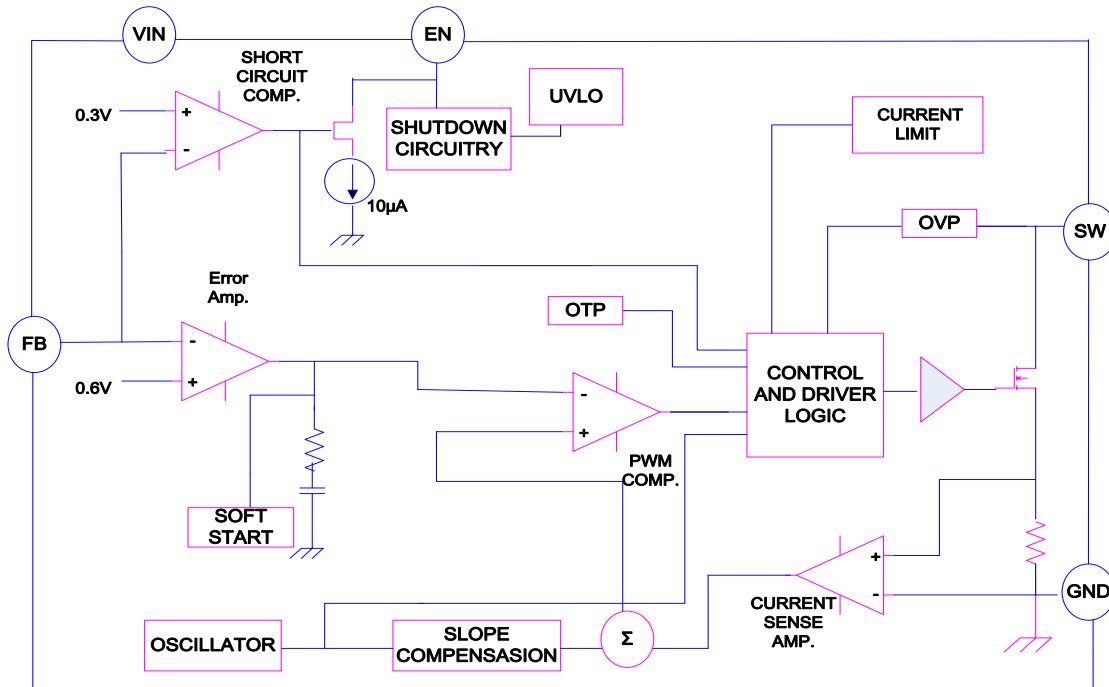 VIN
EN
SHORT
CIRCUIT
COMP.
UVLO
0.3V
+
-
SHUTDOWN
CIRCUITRY
CURRENT
LIMIT
10µA
OVP
SW
Error
Amp.
OTP
FB
-
+
0.6V
CONTROL
AND DRIVER
LOGIC
-
+
PWM
COMP.
SOFT
START
+
-
GND
CURRENT
SENSE
AMP.
OSCILLATOR
SLOPE
COMPENSASION
Σ